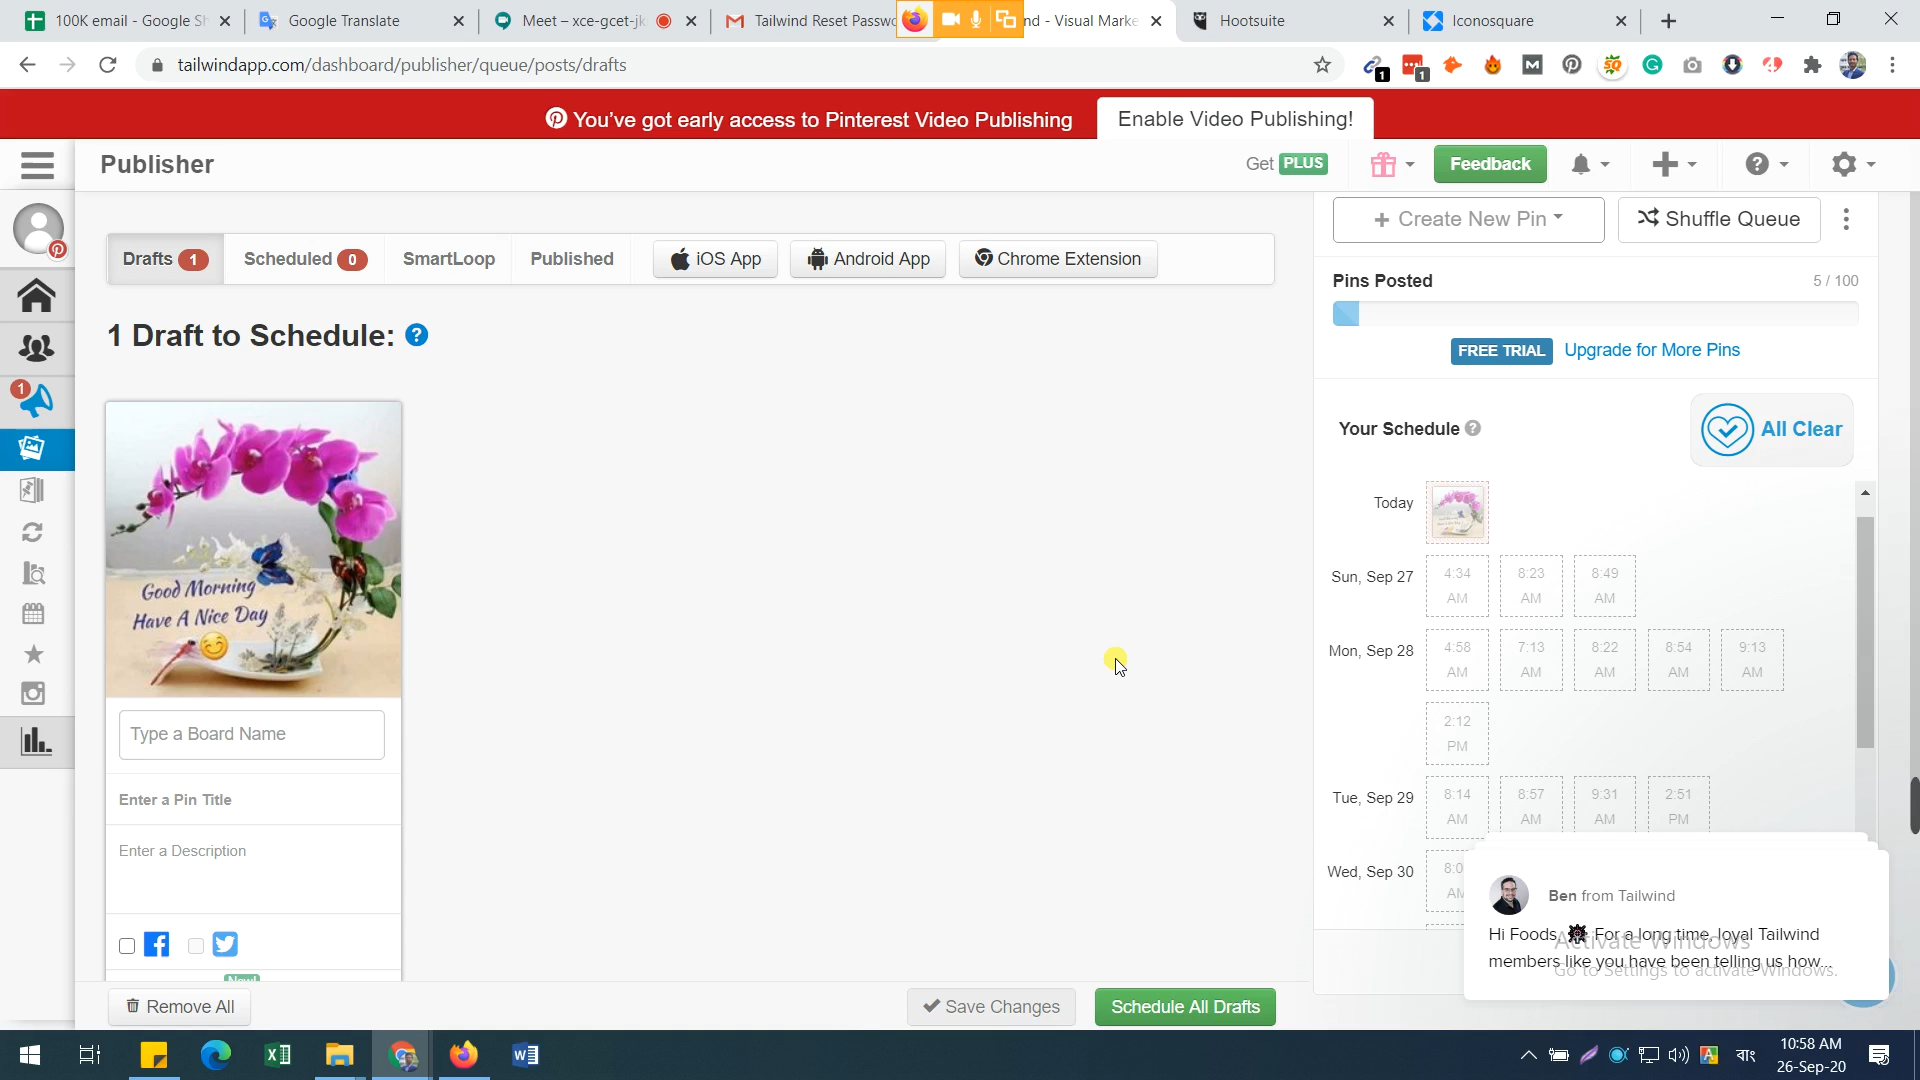 100K email - Google Sh
Google Translate
Meet – xce-gcet-jk
Tailwind Reset Passwo
nd - Visual Marke
Hootsuite
Iconosquare
tailwindapp.com/dashboard/publisher/queue/posts/drafts
1
1
You've got early access to Pinterest Video Publishing
Enable Video Publishing!
Publisher
Get PLUS
Feedback
Drafts 1
Scheduled 0
SmartLoop
Published
iOS App
Android App
Chrome Extension
+ Create New Pin
Shuffle Queue
Pins Posted
5 / 100
FREE TRIAL Upgrade for More Pins
1 Draft to Schedule:
1
Your Schedule
All Clear
Good Morning
Have A Nice Day
Today
Sun, Sep 27
4:34 AM
8:23 AM
8:49 AM
Mon, Sep 28
4:58 AM
7:13 AM
8:22 AM
8:54 AM
9:13 AM
2:12 PM
Tue, Sep 29
8:14 AM
8:57 AM
9:31 AM
2:51 PM
Wed, Sep 30
Type a Board Name
Enter a Pin Title
Enter a Description
New!
Ben from Tailwind
Hi Foods, For a long time, loyal Tailwind
members like you have been telling us how...
Activate Windows
Go to Settings to activate Windows.
Remove All
Save Changes
Schedule All Drafts
বাং
10:58 AM
26-Sep-20